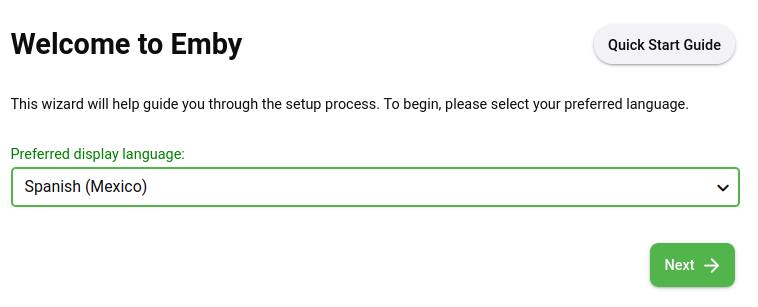 Welcome to Emby
Quick Start Guide
This wizard will help guide you through the setup process. To begin, please select your preferred language.
Preferred display language:
Spanish (Mexico)
Next